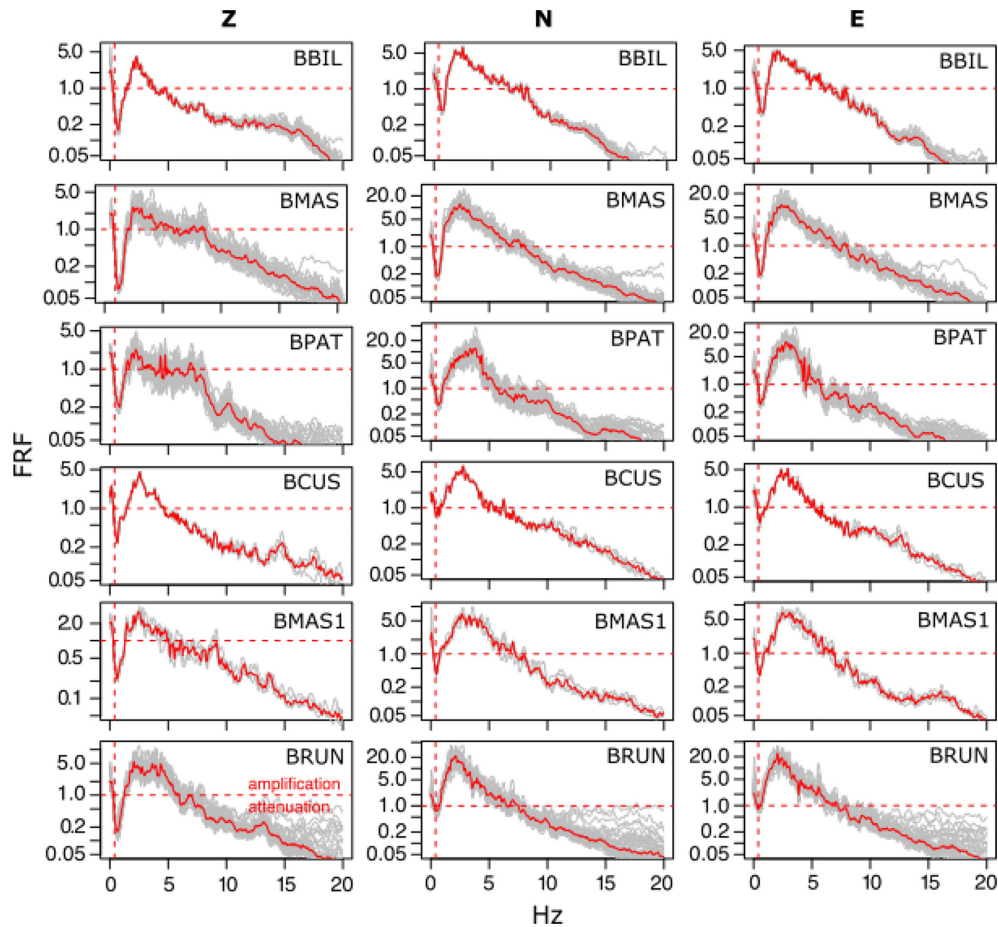 Z N E
FRF
BBIL BBIL BBIL
5.0 5.0 5.0
1.0 1.0 1.0
0.2 0.2 0.2
0.05 0.05 0.05
BMAS BMAS BMAS
5.0 20.0 20.0
1.0 5.0 5.0
0.2 1.0 1.0
0.05 0.2 0.2
0.05 0.05
BPAT BPAT BPAT
5.0 20.0 20.0
1.0 5.0 5.0
0.2 1.0 1.0
0.05 0.2 0.2
0.05 0.05
BCUS BCUS BCUS
5.0 5.0 5.0
1.0 1.0 1.0
0.2 0.2 0.2
0.05 0.05 0.05
BMAS1 BMAS1 BMAS1
2.0 5.0 5.0
0.5 1.0 1.0
0.1 0.2 0.2
0.05 0.05
BRUN BRUN BRUN
5.0 20.0 20.0
1.0 5.0 5.0
0.2 1.0 1.0
0.05 0.2 0.2
0.05 0.05
amplification
attenuation
0 5 10 15 20 0 5 10 15 20 0 5 10 15 20
Hz